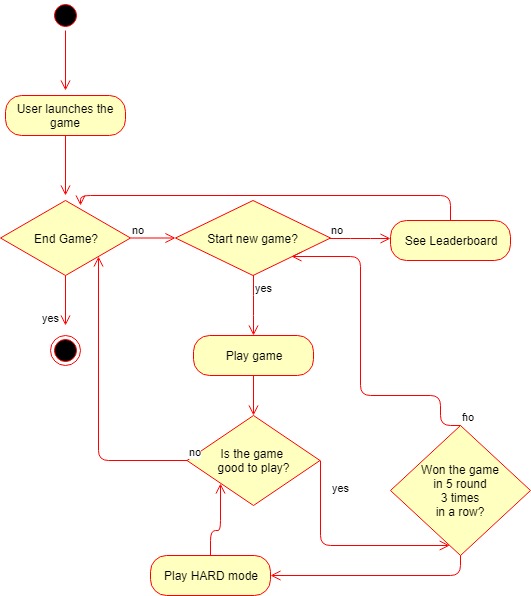 User launches the
game
End Game?
no
Start new game?
no
See Leaderboard
yes
yes
Play game
no
Is the game
good to play?
yes
no
Won the game
in 5 round
3 times
in a row?
Play HARD mode